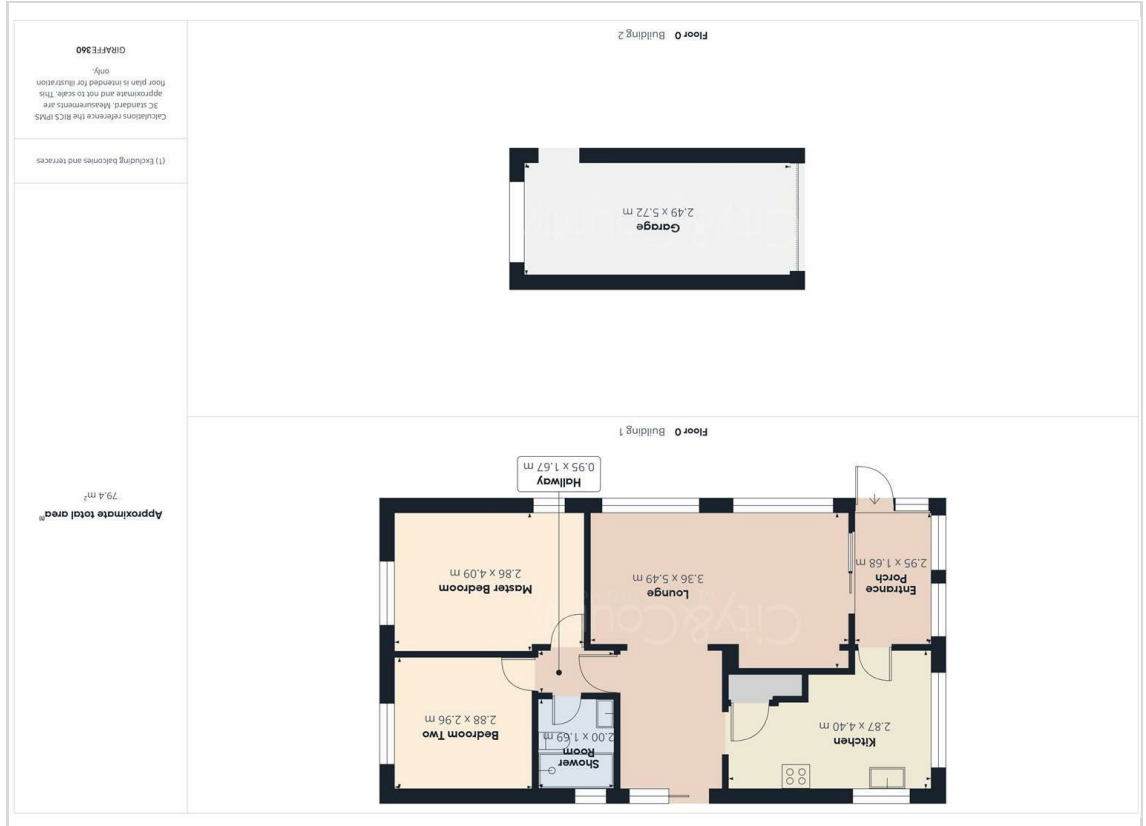 Kitchen
2.87 x 4.40 m
Shower
Room
2.00 x 1.69 m
Bedroom Two
2.88 x 2.96 m
Entrance
Porch
2.95 x 1.68 m
Lounge
3.36 x 5.49 m
Master Bedroom
2.86 x 4.09 m
Hallway
0.95 x 1.67 m
Floor 0 Building 1
Garage
2.49 x 5.72 m
Floor 0 Building 2
Approximate total area⁽¹⁾
79.4 m²
(1) Excluding balconies and terraces
Calculations reference the RICS IPMS
3C standard. Measurements are
approximate and not to scale. This
floor plan is intended for illustration
only.
GIRAFFE360